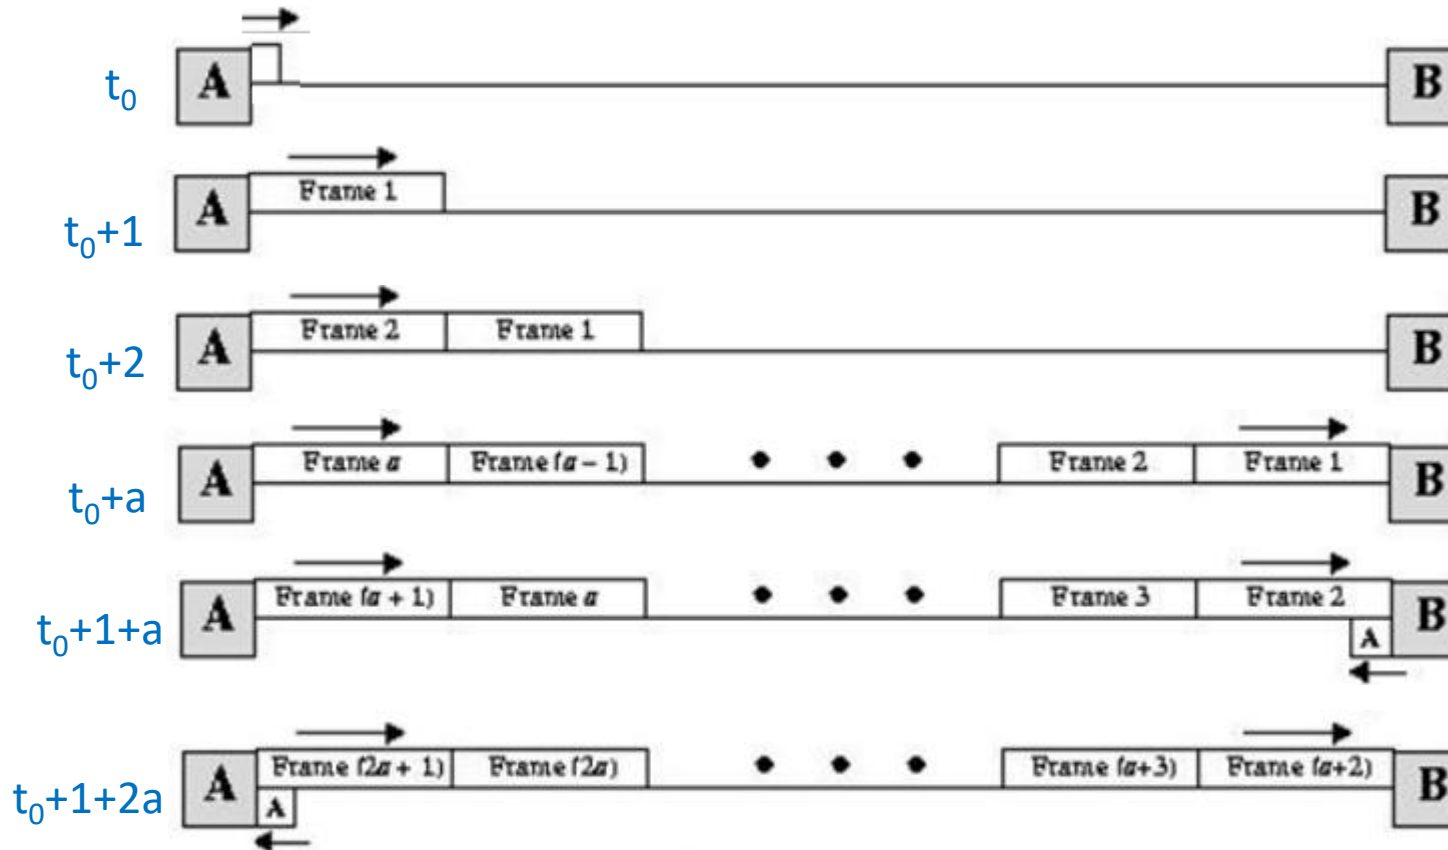 t₀ A B
A Frame 1 B
t₀+1
A Frame 2 Frame 1 B
t₀+2
A Frame a Frame (a − 1) • • • Frame 2 Frame 1 B
t₀+a
A Frame (a + 1) Frame a • • • Frame 3 Frame 2 B
t₀+1+a A
A Frame (2a + 1) Frame (2a) • • • Frame (a+3) Frame (a+2) B
t₀+1+2a A